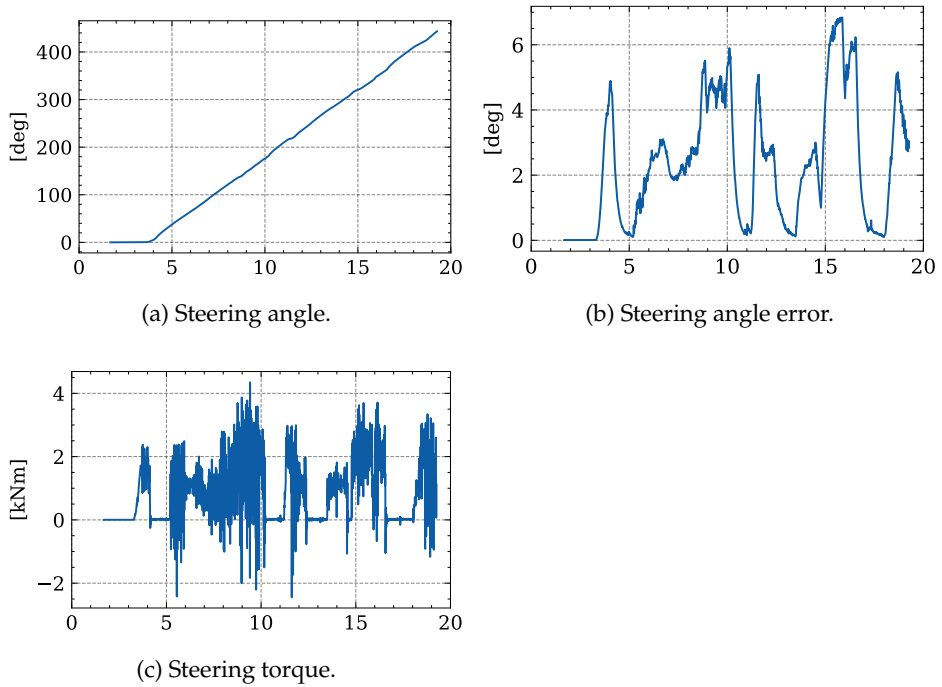 400
300
200
100
0
[deg]
0 5 10 15 20
(a) Steering angle.
6
4
2
0
[deg]
0 5 10 15 20
(b) Steering angle error.
4
2
0
−2
[kNm]
0 5 10 15 20
(c) Steering torque.